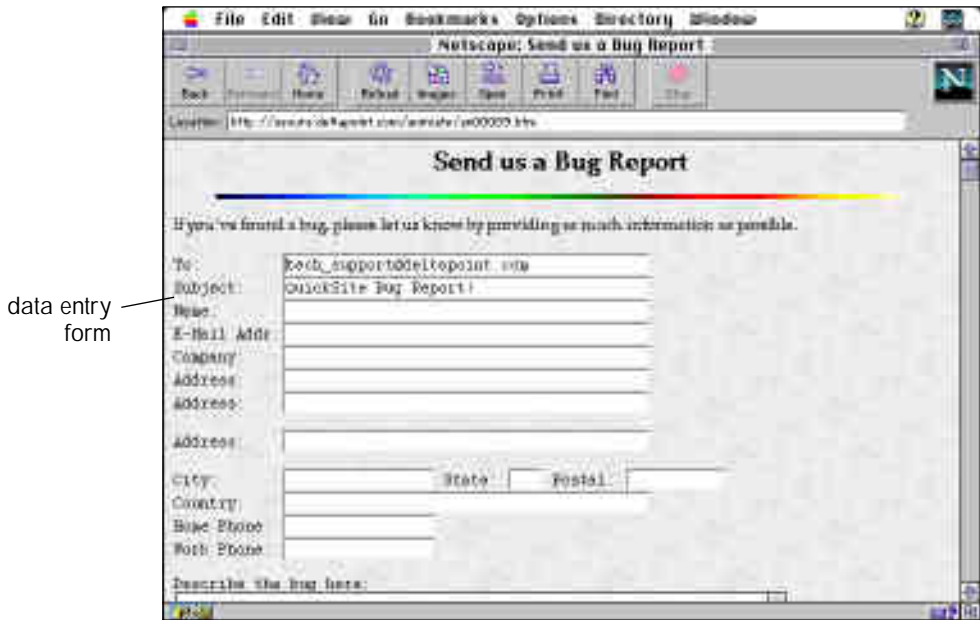 File Edit View Go Bookmarks Options Directory Window
Netscape: Send us a Bug Report
Back Forward Home Reload Images Open Print Find Stop
Location:
N
Send us a Bug Report
If you've found a bug, please let us know by providing as much information as possible.
To: tech_support@deltapoint.com
Subject: QuickSite Bug Report!
data entry
form
Name:
E-Mail Addr:
Company:
Address:
Address:
Address:
City: State: Postal:
Country:
Home Phone:
Work Phone:
Describe the bug here: